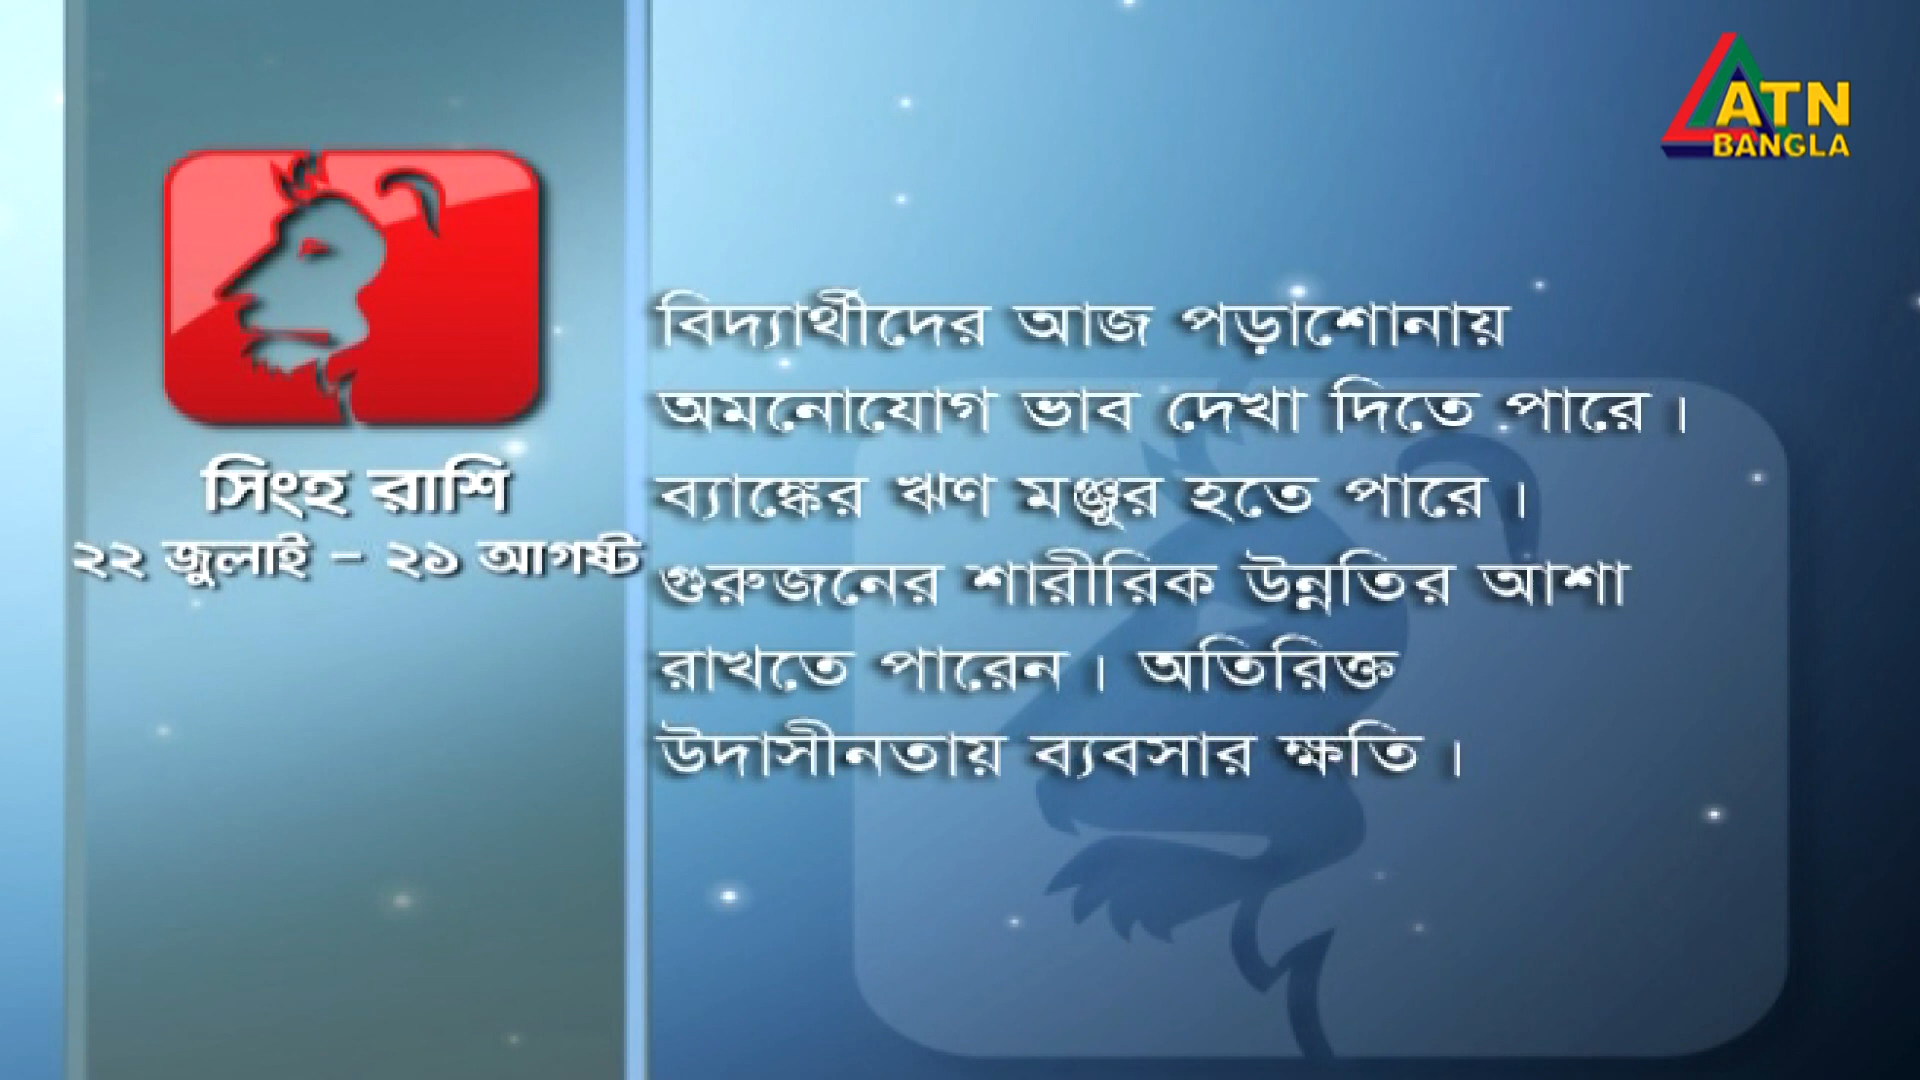 ATN
BANGLA
সিংহ রাশি
২২ জুলাই - ২১ আগষ্ট
বিদ্যার্থীদের আজ পড়াশোনায়
অমনোযোগ ভাব দেখা দিতে পারে।
ব্যাঙ্কের ঋণ মঞ্জুর হতে পারে।
গুরুজনের শারীরিক উন্নতির আশা
রাখতে পারেন। অতিরিক্ত
উদাসীনতায় ব্যবসার ক্ষতি।